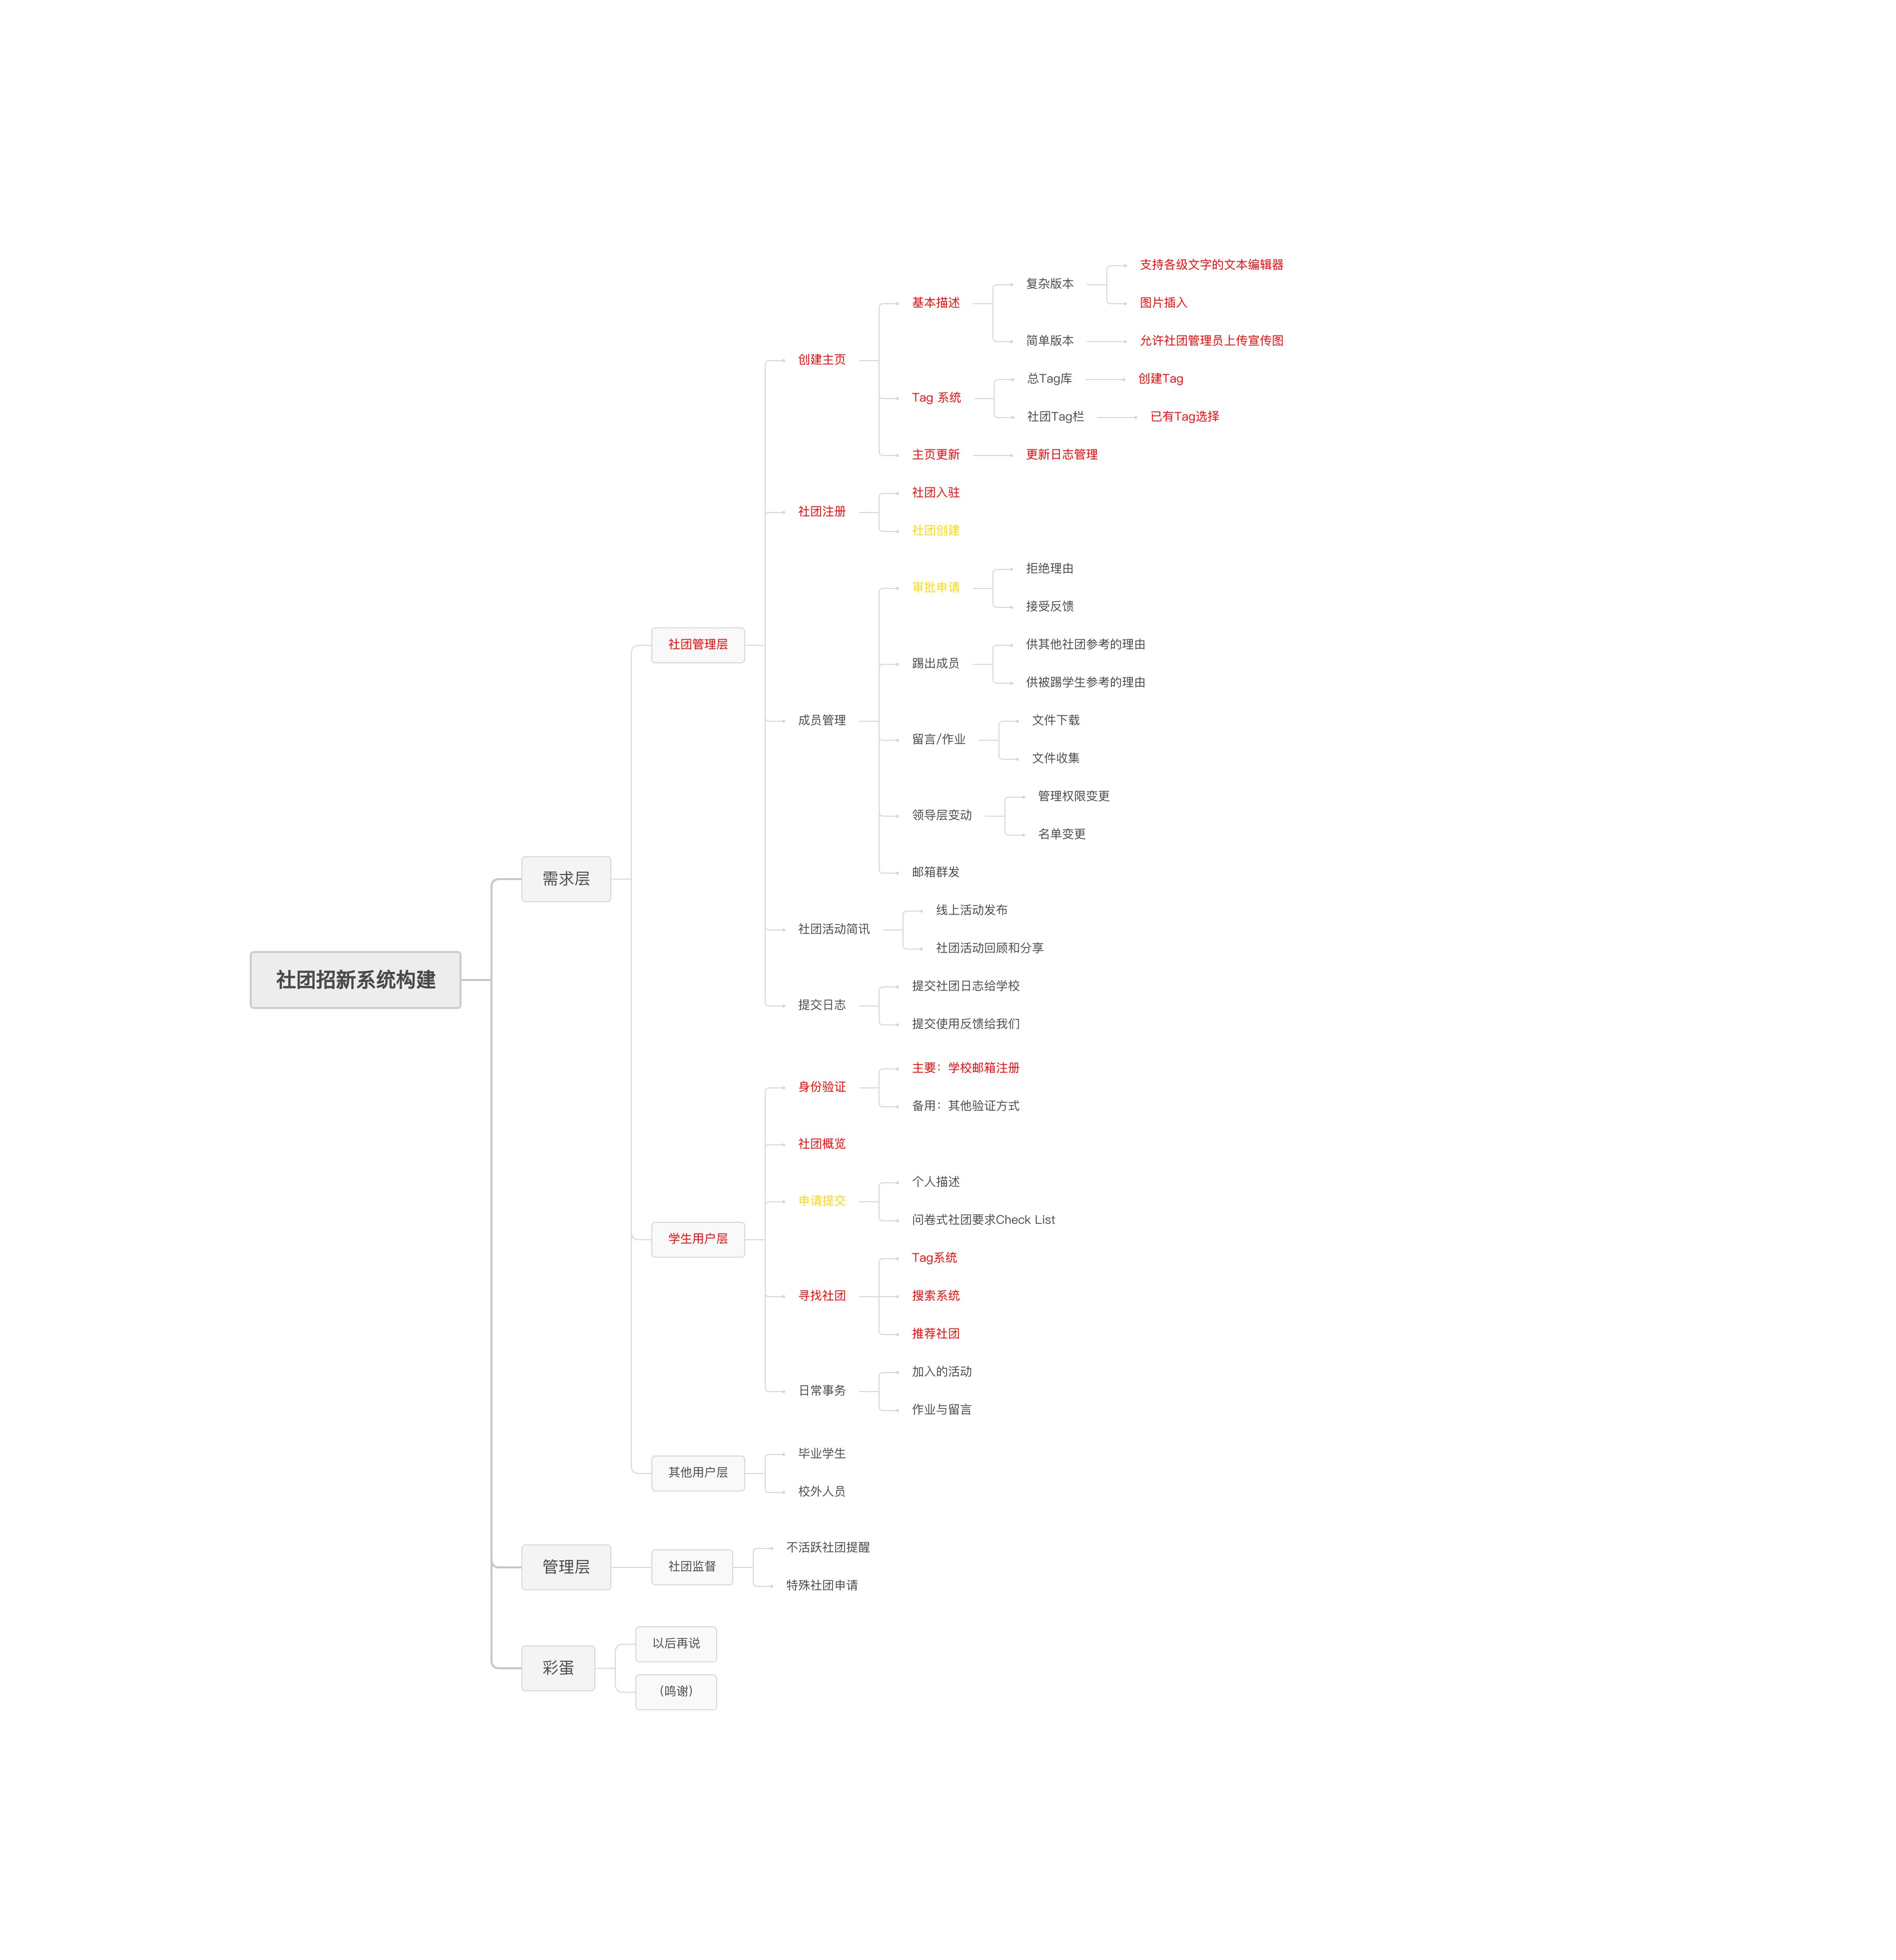 社团招新系统构建
需求层
社团管理层
创建主页
基本描述
复杂版本
支持各级文字的文本编辑器
图片插入
简单版本
允许社团管理员上传宣传图
Tag 系统
总Tag库
创建Tag
社团Tag栏
已有Tag选择
主页更新
更新日志管理
社团注册
社团入驻
社团创建
成员管理
审批申请
拒绝理由
接受反馈
踢出成员
供其他社团参考的理由
供被踢学生参考的理由
留言/作业
文件下载
文件收集
领导层变动
管理权限变更
名单变更
邮箱群发
社团活动简讯
线上活动发布
社团活动回顾和分享
提交日志
提交社团日志给学校
提交使用反馈给我们
学生用户层
身份验证
主要：学校邮箱注册
备用：其他验证方式
社团概览
申请提交
个人描述
问卷式社团要求Check List
寻找社团
Tag系统
搜索系统
推荐社团
日常事务
加入的活动
作业与留言
其他用户层
毕业学生
校外人员
管理层
社团监督
不活跃社团提醒
特殊社团申请
彩蛋
以后再说
（鸣谢）